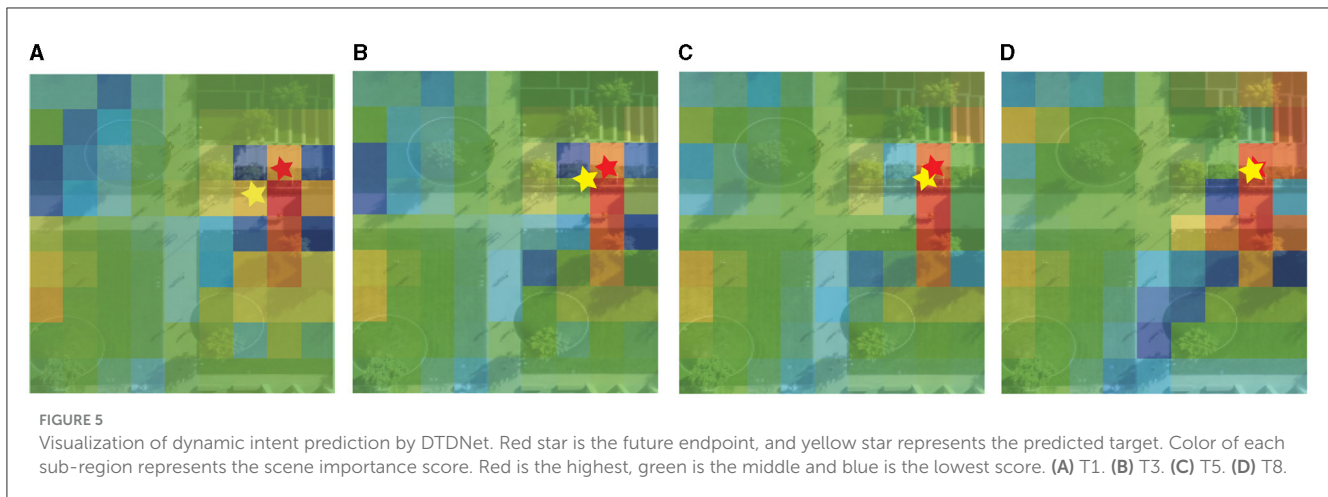 A B C D
FIGURE 5
Visualization of dynamic intent prediction by DTDNet. Red star is the future endpoint, and yellow star represents the predicted target. Color of each
sub-region represents the scene importance score. Red is the highest, green is the middle and blue is the lowest score. (A) T1. (B) T3. (C) T5. (D) T8.